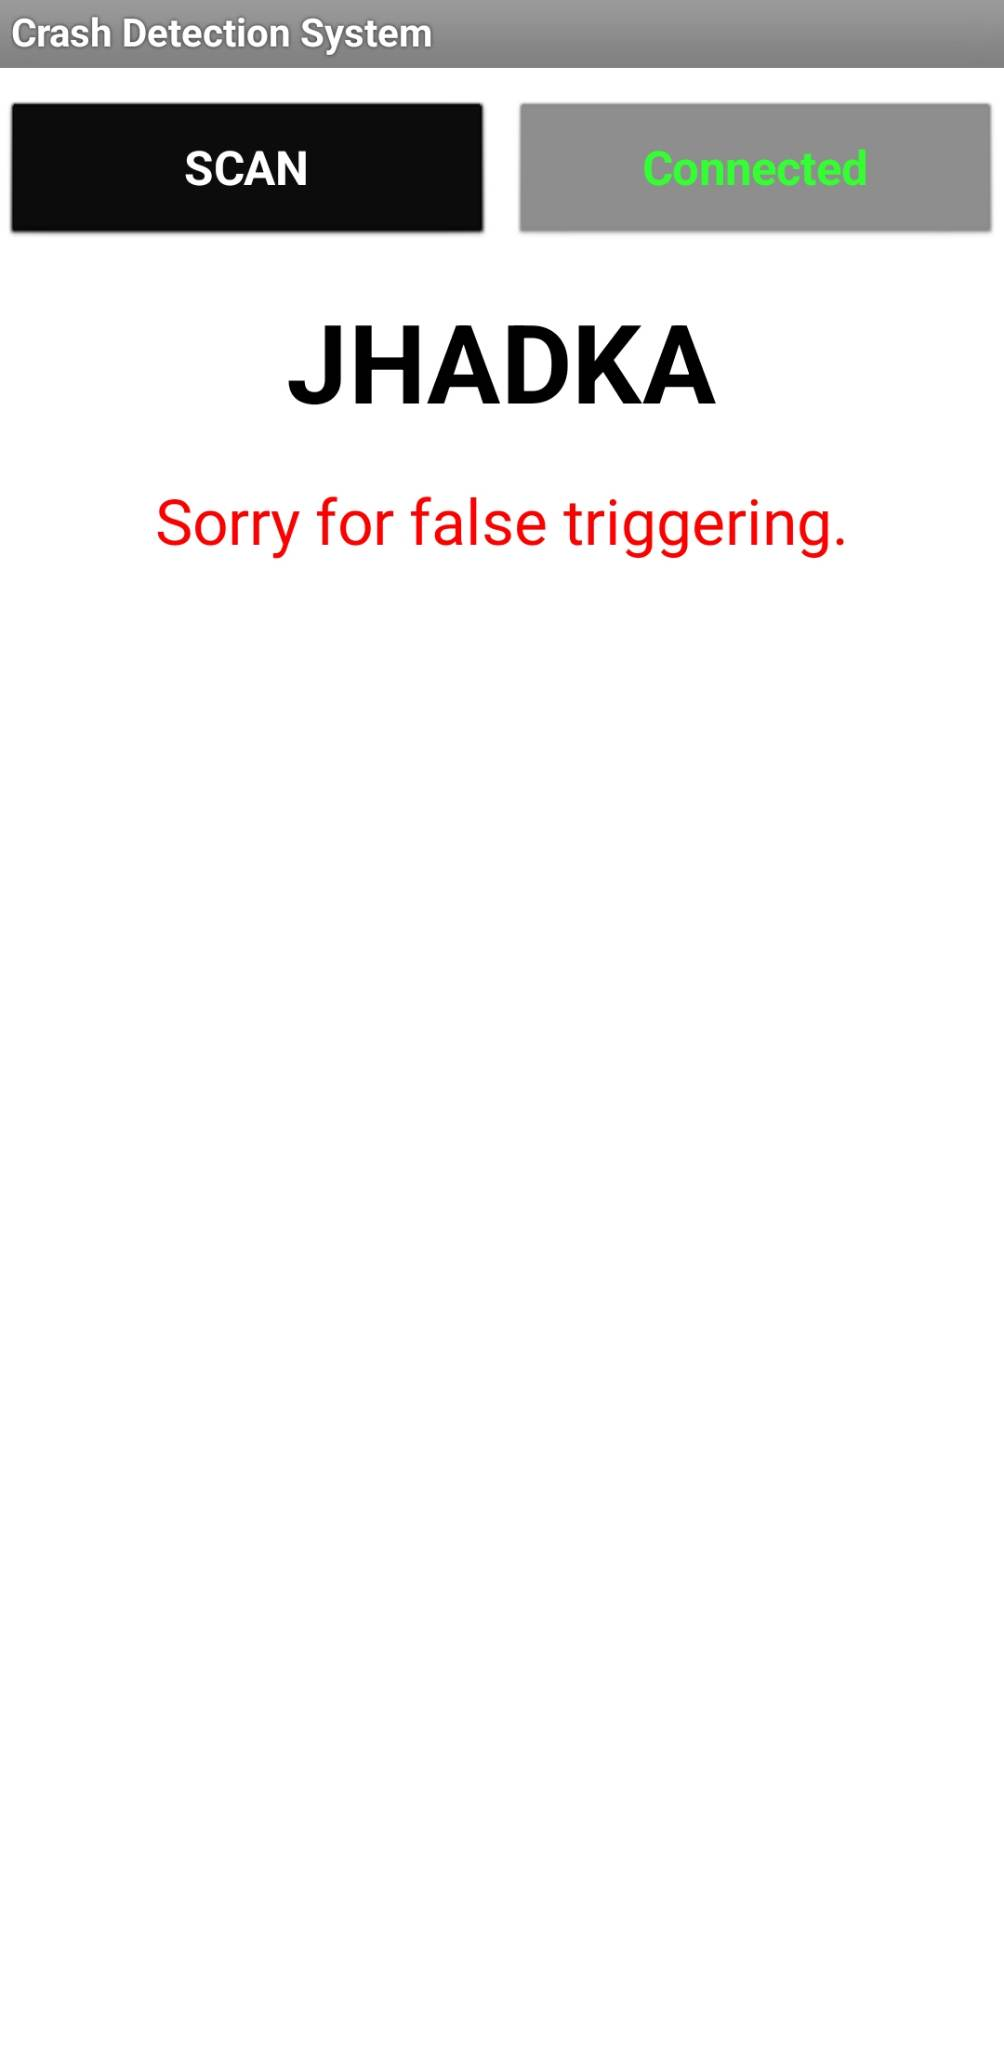 Crash Detection System
SCAN
Connected
JHADKA
Sorry for false triggering.